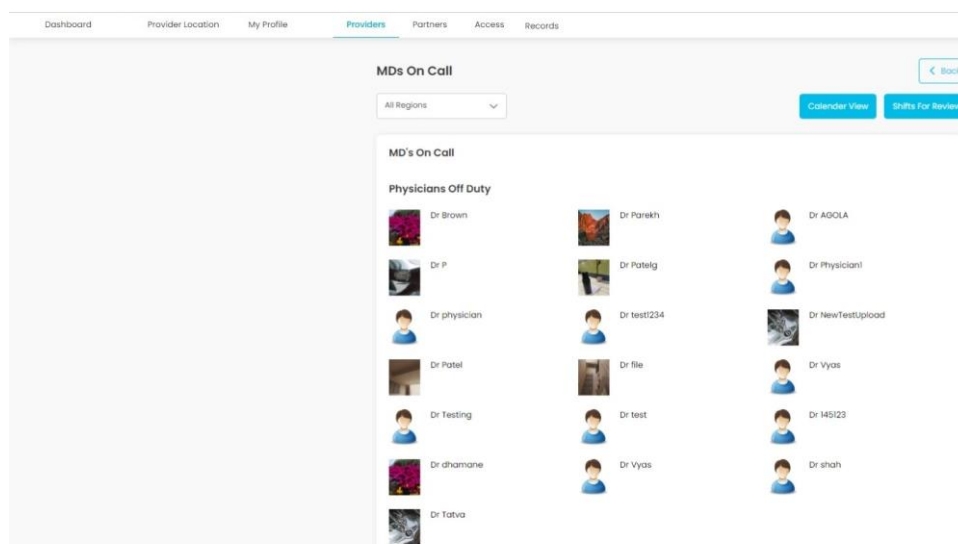 Dashboard Provider Location My Profile Providers Partners Access Records
MDs On Call
All Regions
Calender View Shifts For Review
MD's On Call
Physicians Off Duty
Dr Brown Dr Parekh Dr AGOLA
Dr P Dr Patelg Dr Physician1
Dr physician Dr test1234 Dr NewTestUpload
Dr Patel Dr file Dr Vyas
Dr Testing Dr test Dr 145123
Dr dhamane Dr Vyas Dr shah
Dr Tatva